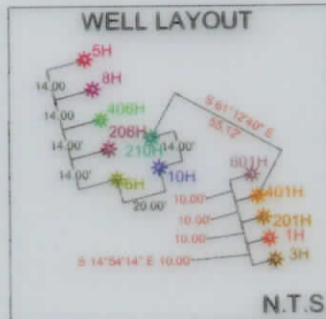 WELL LAYOUT
5H
14.00'
8H
14.00'
406H
14.00'
206H
210H
14.00'
14.00'
6H
10H
20.00'
S 61°12'40" E
55.12'
601H
10.00'
401H
10.00'
201H
10.00'
1H
S 14°54'14" E 10.00'
3H
N.T.S